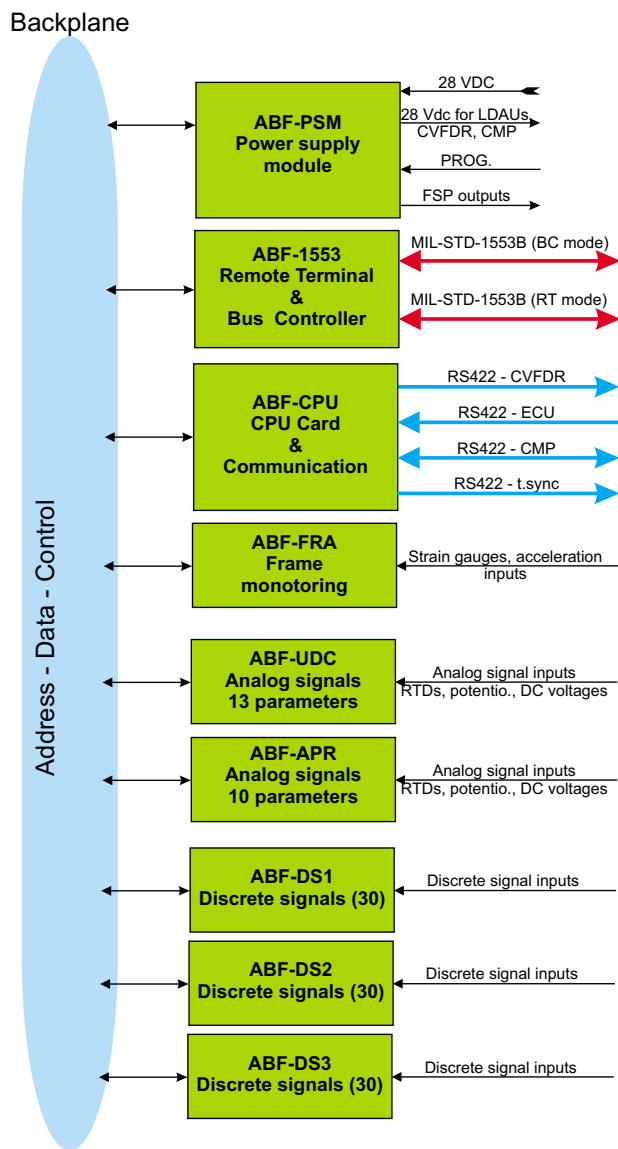 Backplane
Address - Data - Control
ABF-PSM
Power supply
module
28 VDC
28 Vdc for LDAUs,
CVFDR, CMP
PROG.
FSP outputs
ABF-1553
Remote Terminal
&
Bus Controller
MIL-STD-1553B (BC mode)
MIL-STD-1553B (RT mode)
ABF-CPU
CPU Card
&
Communication
RS422 - CVFDR
RS422 - ECU
RS422 - CMP
RS422 - t.sync
ABF-FRA
Frame
monotoring
Strain gauges, acceleration
inputs
ABF-UDC
Analog signals
13 parameters
Analog signal inputs
RTDs, potentio., DC voltages
ABF-APR
Analog signals
10 parameters
Analog signal inputs
RTDs, potentio., DC voltages
ABF-DS1
Discrete signals (30)
Discrete signal inputs
ABF-DS2
Discrete signals (30)
Discrete signal inputs
ABF-DS3
Discrete signals (30)
Discrete signal inputs